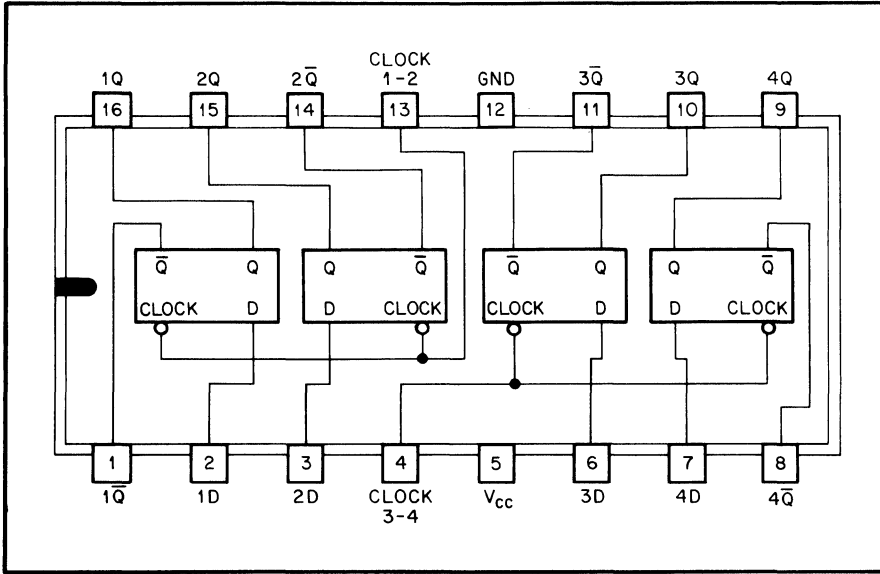 CLOCK
1Q 2Q 2Q̅ 1-2 GND 3Q̅ 3Q 4Q
16 15 14 13 12 11 10 9
Q̅ Q Q Q̅ Q̅ Q Q Q̅
CLOCK D D CLOCK CLOCK D D CLOCK
1 2 3 4 5 6 7 8
1Q̅ 1D 2D CLOCK VCC 3D 4D 4Q̅
3-4